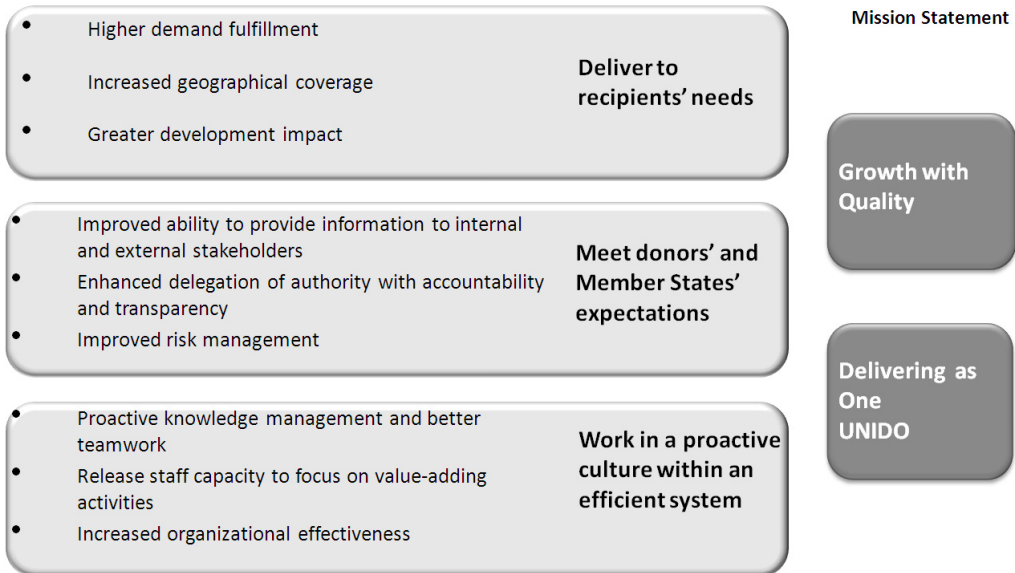 Mission Statement
• Higher demand fulfillment
• Increased geographical coverage
• Greater development impact
Deliver to
recipients’ needs
• Improved ability to provide information to internal
and external stakeholders
• Enhanced delegation of authority with accountability
and transparency
• Improved risk management
Meet donors’ and
Member States’
expectations
• Proactive knowledge management and better
teamwork
• Release staff capacity to focus on value-adding
activities
• Increased organizational effectiveness
Work in a proactive
culture within an
efficient system
Growth with
Quality
Delivering as
One
UNIDO